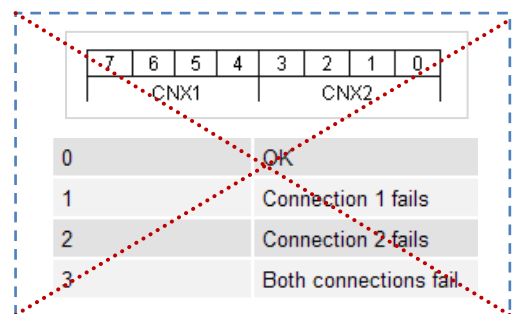 7 6 5 4 3 2 1 0
CNX1 CNX2
0 OK
1 Connection 1 fails
2 Connection 2 fails
3 Both connections fail